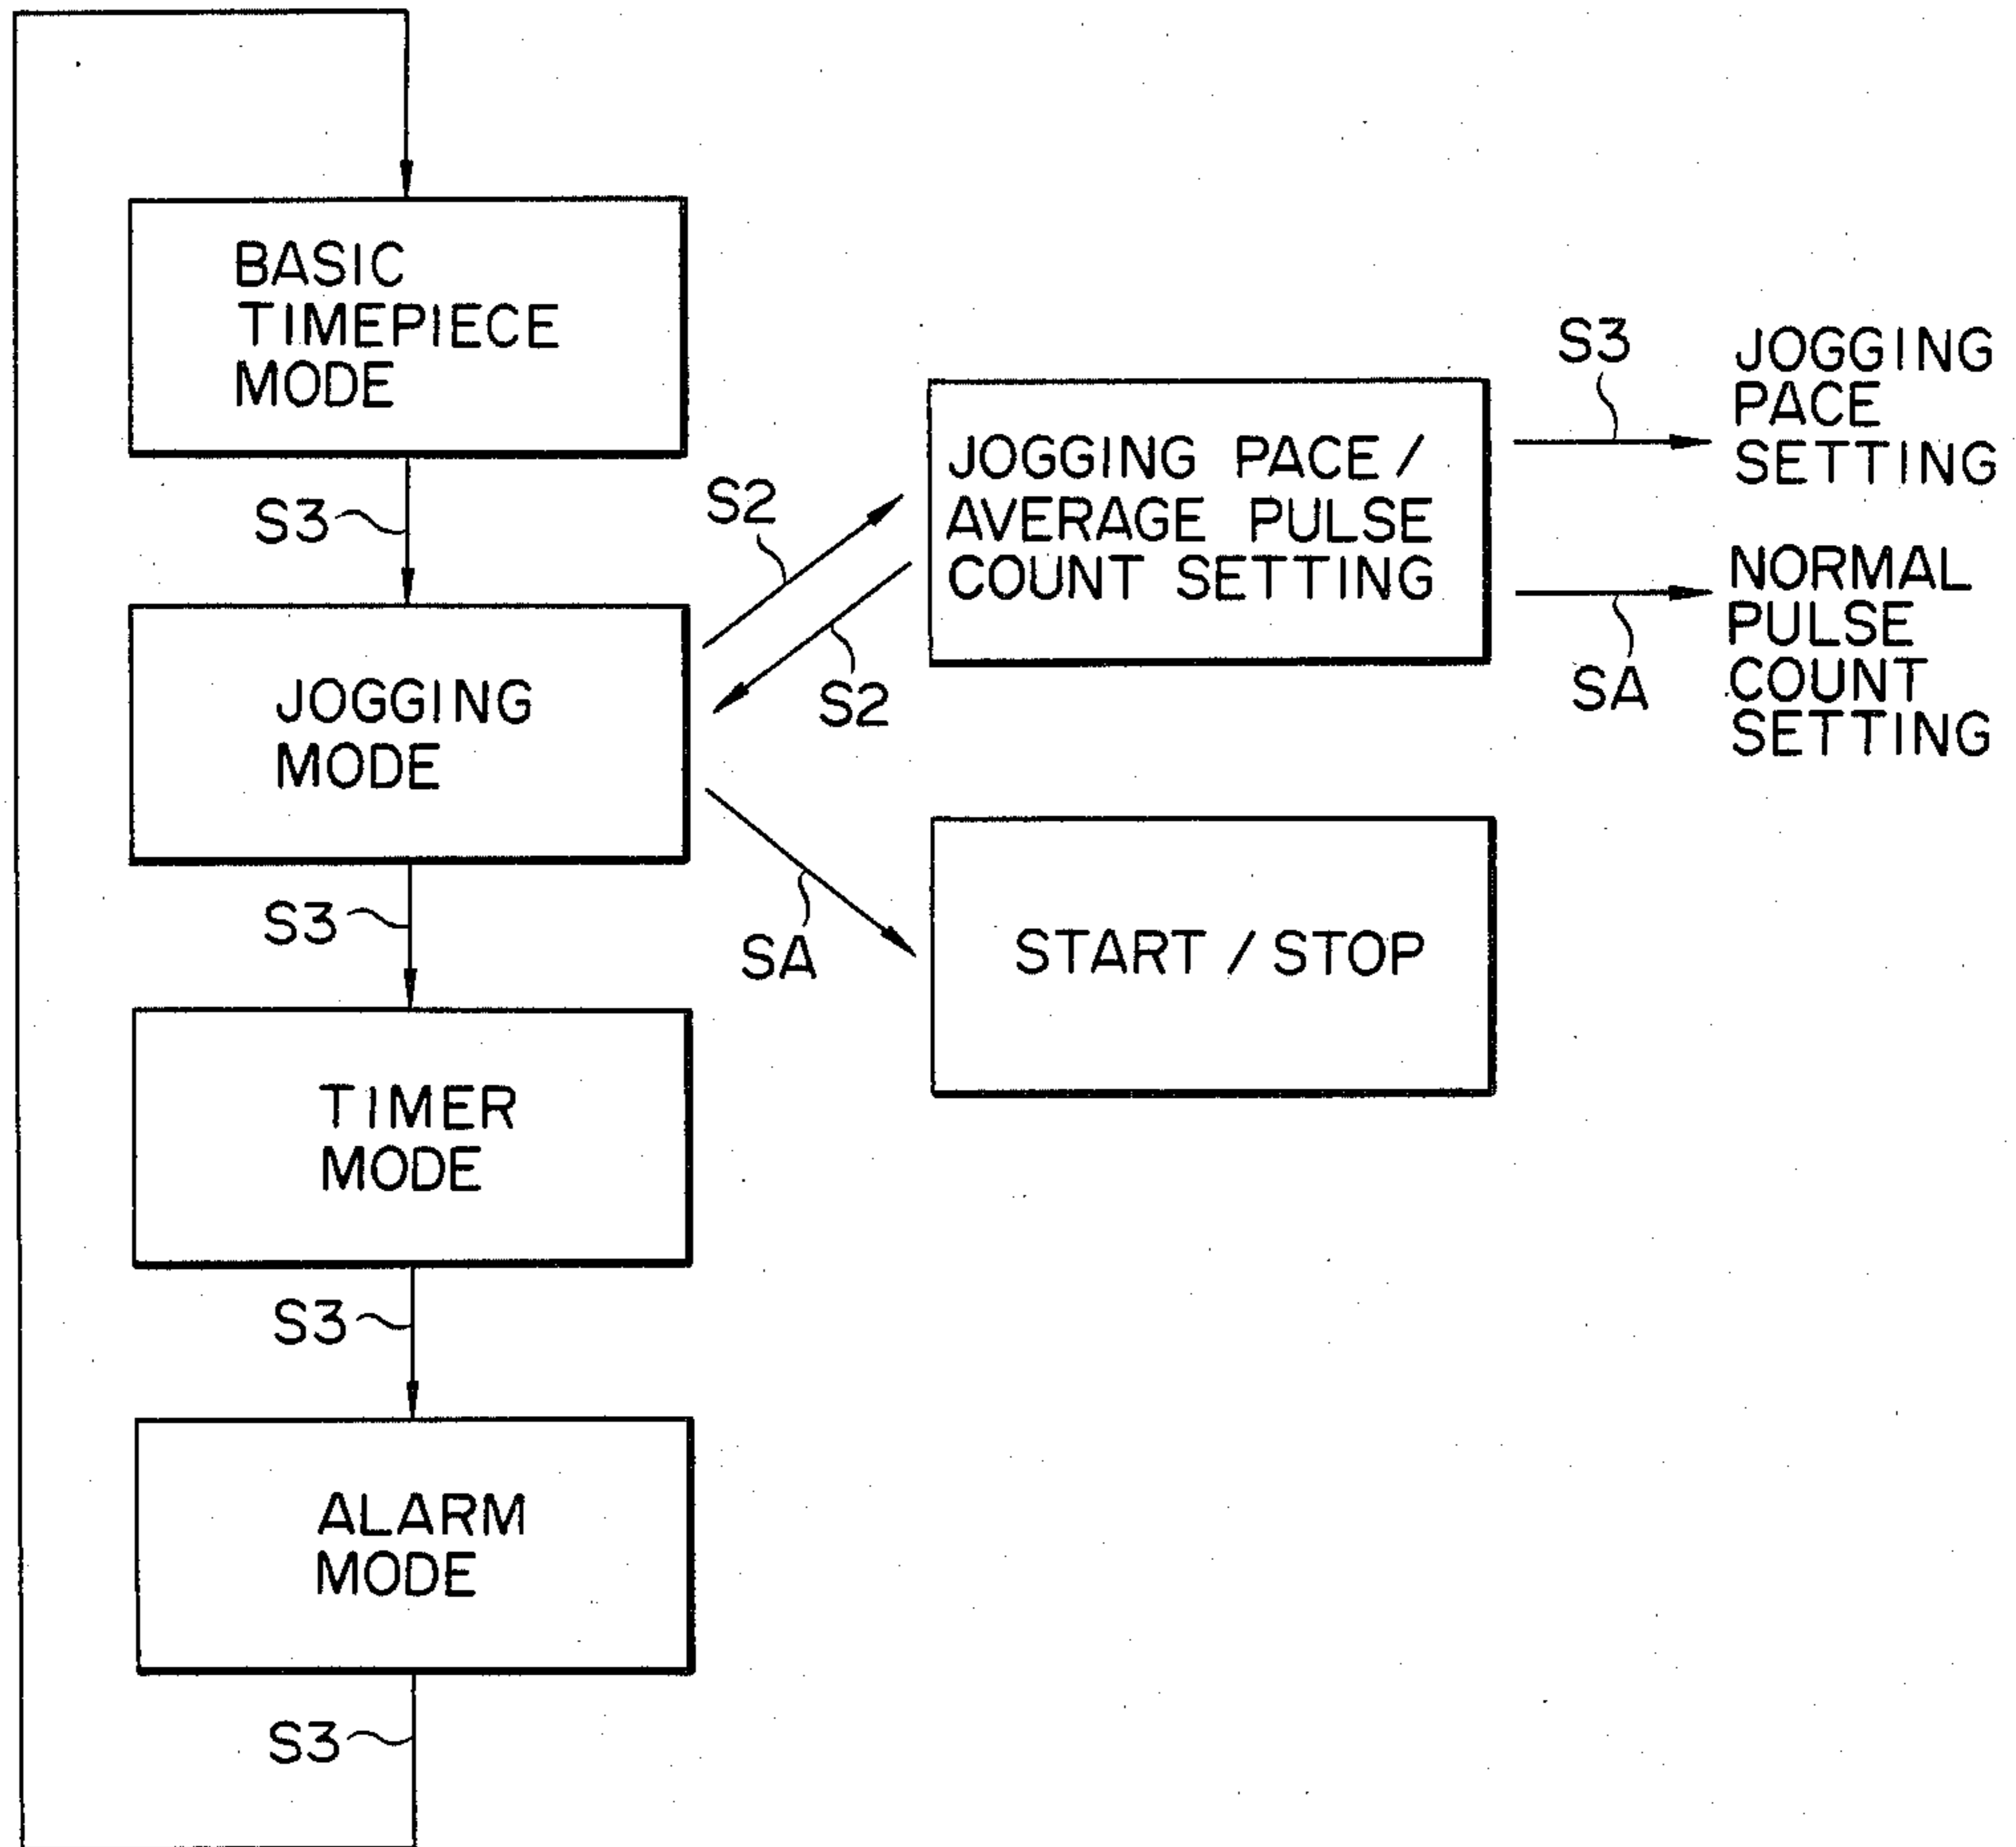 BASIC
TIMEPIECE
MODE
S3
JOGGING
MODE
S3
TIMER
MODE
S3
ALARM
MODE
S3
S2
S2
SA
JOGGING PACE /
AVERAGE PULSE
COUNT SETTING
START / STOP
S3
JOGGING
PACE
SETTING
SA
NORMAL
PULSE
COUNT
SETTING